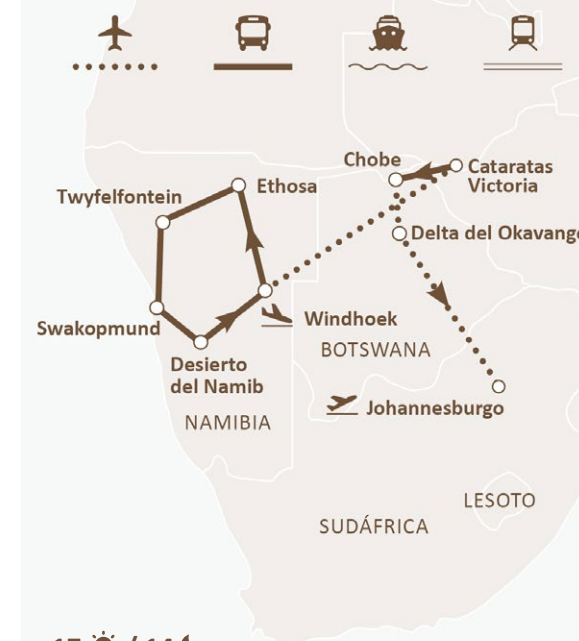 Chobe
Cataratas
Victoria
Twyfelfontein
Ethosa
Delta del Okavango
Swakopmund
Windhoek
BOTSWANA
Desierto
del Namib
Johannesburgo
NAMIBIA
LESOTO
SUDÁFRICA